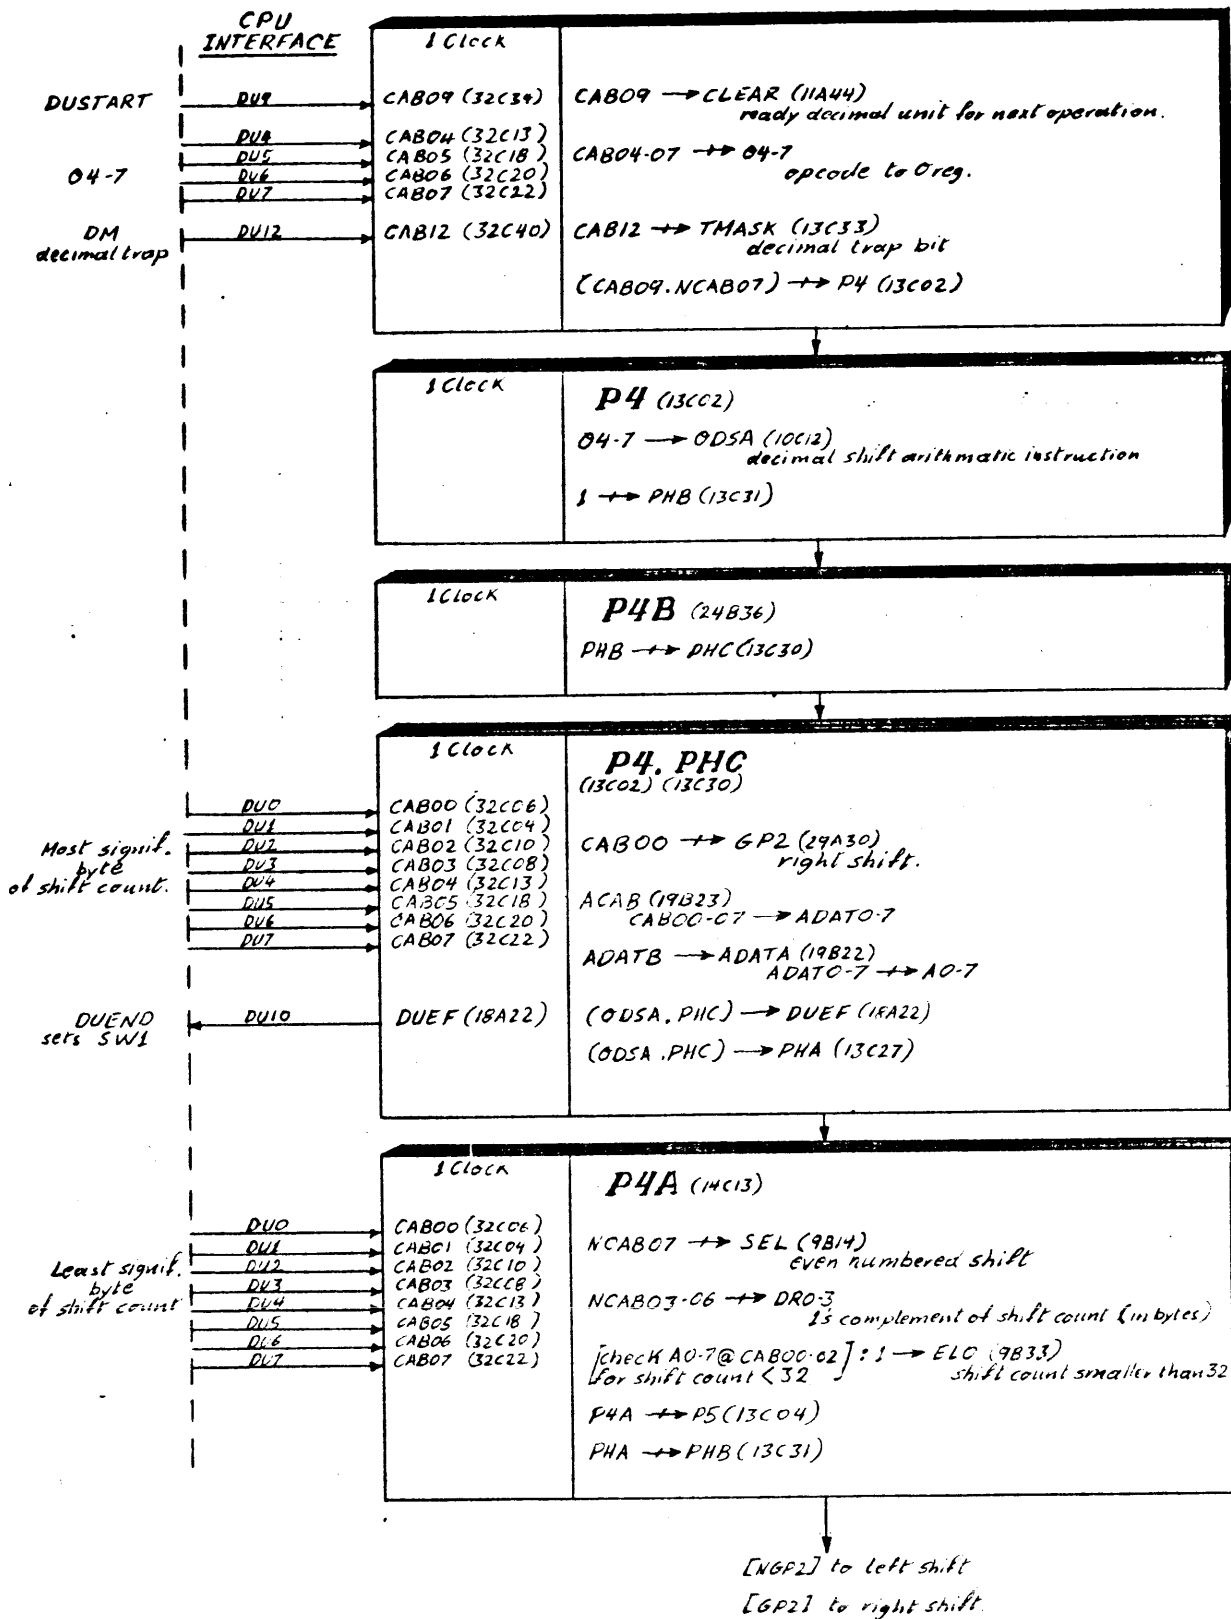 CPU
INTERFACE
1 Clock
DUSTART
DU9
CAB09 (32C34)
CAB09 → CLEAR (11A44)
ready decimal unit for next operation.
O4-7
DU4
CAB04 (32C13)
DU5
CAB05 (32C18)
DU6
CAB06 (32C20)
DU7
CAB07 (32C22)
CAB04-07 ↛ O4-7
opcode to O reg.
DM
decimal trap
DU12
CAB12 (32C40)
CAB12 ↛ TMASK (13C33)
decimal trap bit
(CAB09.NCAB07) ↛ P4 (13C02)
1 Clock
P4 (13C02)
O4-7 → ODSA (10C12)
decimal shift arithmatic instruction
1 ↛ PHB (13C31)
1 Clock
P4B (24B36)
PHB ↛ PHC (13C30)
1 Clock
P4. PHC
(13C02) (13C30)
Most signif.
byte
of shift count.
DU0
CAB00 (32C06)
DU1
CAB01 (32C04)
DU2
CAB02 (32C10)
DU3
CAB03 (32C08)
DU4
CAB04 (32C13)
DU5
CAB05 (32C18)
DU6
CAB06 (32C20)
DU7
CAB07 (32C22)
CAB00 ↛ GP2 (29A30)
right shift.
ACAB (19B23)
CAB00-07 → ADAT0-7
ADATB → ADATA (19B22)
ADAT0-7 ↛ A0-7
DUEND
sets SW1
DU10
DUEF (18A22)
(ODSA.PHC) → DUEF (18A22)
(ODSA.PHC) → PHA (13C27)
1 Clock
P4A (14C13)
Least signif.
byte
of shift count
DU0
CAB00 (32C06)
DU1
CAB01 (32C04)
DU2
CAB02 (32C10)
DU3
CAB03 (32C08)
DU4
CAB04 (32C13)
DU5
CAB05 (32C18)
DU6
CAB06 (32C20)
DU7
CAB07 (32C22)
NCAB07 ↛ SEL (9B14)
even numbered shift
NCAB03-06 ↛ DR0-3
1's complement of shift count (in bytes)
[check A0-7 @ CAB00-02] : 1 → ELO (9B33)
for shift count < 32
shift count smaller than 32
P4A ↛ P5 (13C04)
PHA ↛ PHB (13C31)
[NGP2] to left shift
[GP2] to right shift.